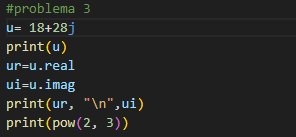 #problema 3
u= 18+28j
print(u)
ur=u.real
ui=u.imag
print(ur, "\n",ui)
print(pow(2, 3))